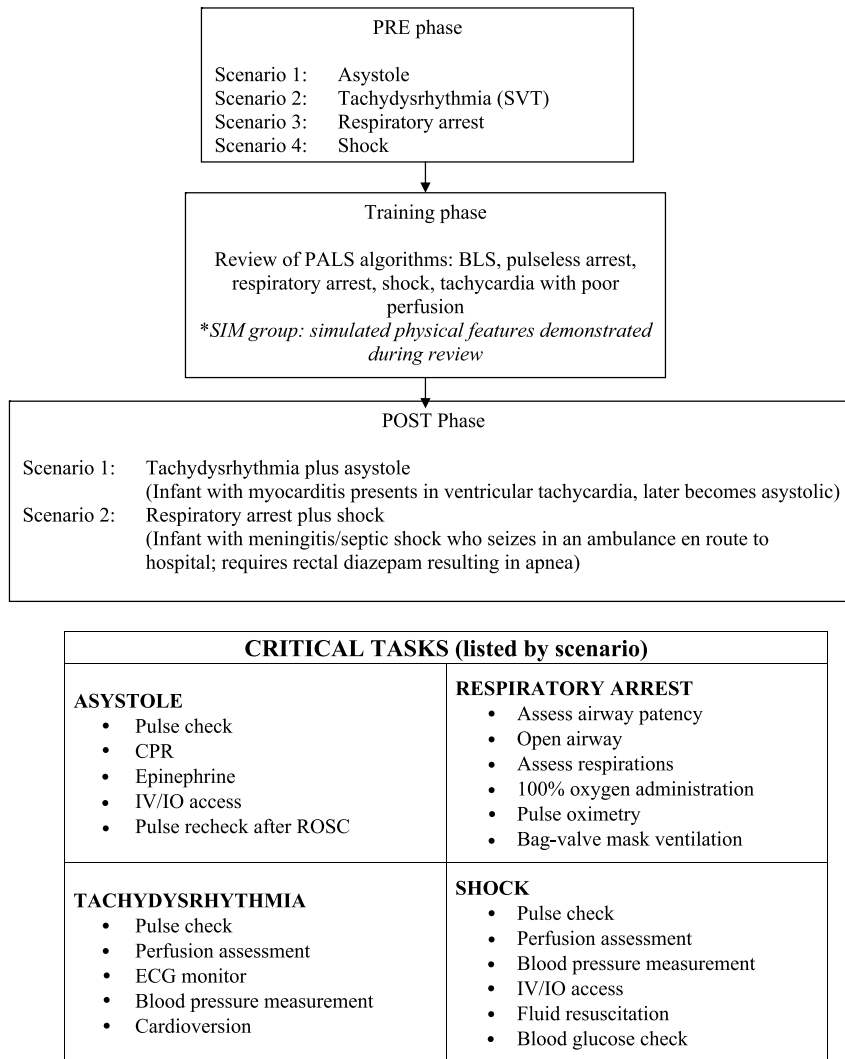 PRE phase
Scenario 1: Asystole
Scenario 2: Tachydysrhythmia (SVT)
Scenario 3: Respiratory arrest
Scenario 4: Shock
Training phase
Review of PALS algorithms: BLS, pulseless arrest,
respiratory arrest, shock, tachycardia with poor
perfusion
*SIM group: simulated physical features demonstrated
during review
POST Phase
Scenario 1: Tachydysrhythmia plus asystole
(Infant with myocarditis presents in ventricular tachycardia, later becomes asystolic)
Scenario 2: Respiratory arrest plus shock
(Infant with meningitis/septic shock who seizes in an ambulance en route to
hospital; requires rectal diazepam resulting in apnea)
CRITICAL TASKS (listed by scenario)
ASYSTOLE
• Pulse check
• CPR
• Epinephrine
• IV/IO access
• Pulse recheck after ROSC
RESPIRATORY ARREST
• Assess airway patency
• Open airway
• Assess respirations
• 100% oxygen administration
• Pulse oximetry
• Bag-valve mask ventilation
TACHYDYSRHYTHMIA
• Pulse check
• Perfusion assessment
• ECG monitor
• Blood pressure measurement
• Cardioversion
SHOCK
• Pulse check
• Perfusion assessment
• Blood pressure measurement
• IV/IO access
• Fluid resuscitation
• Blood glucose check